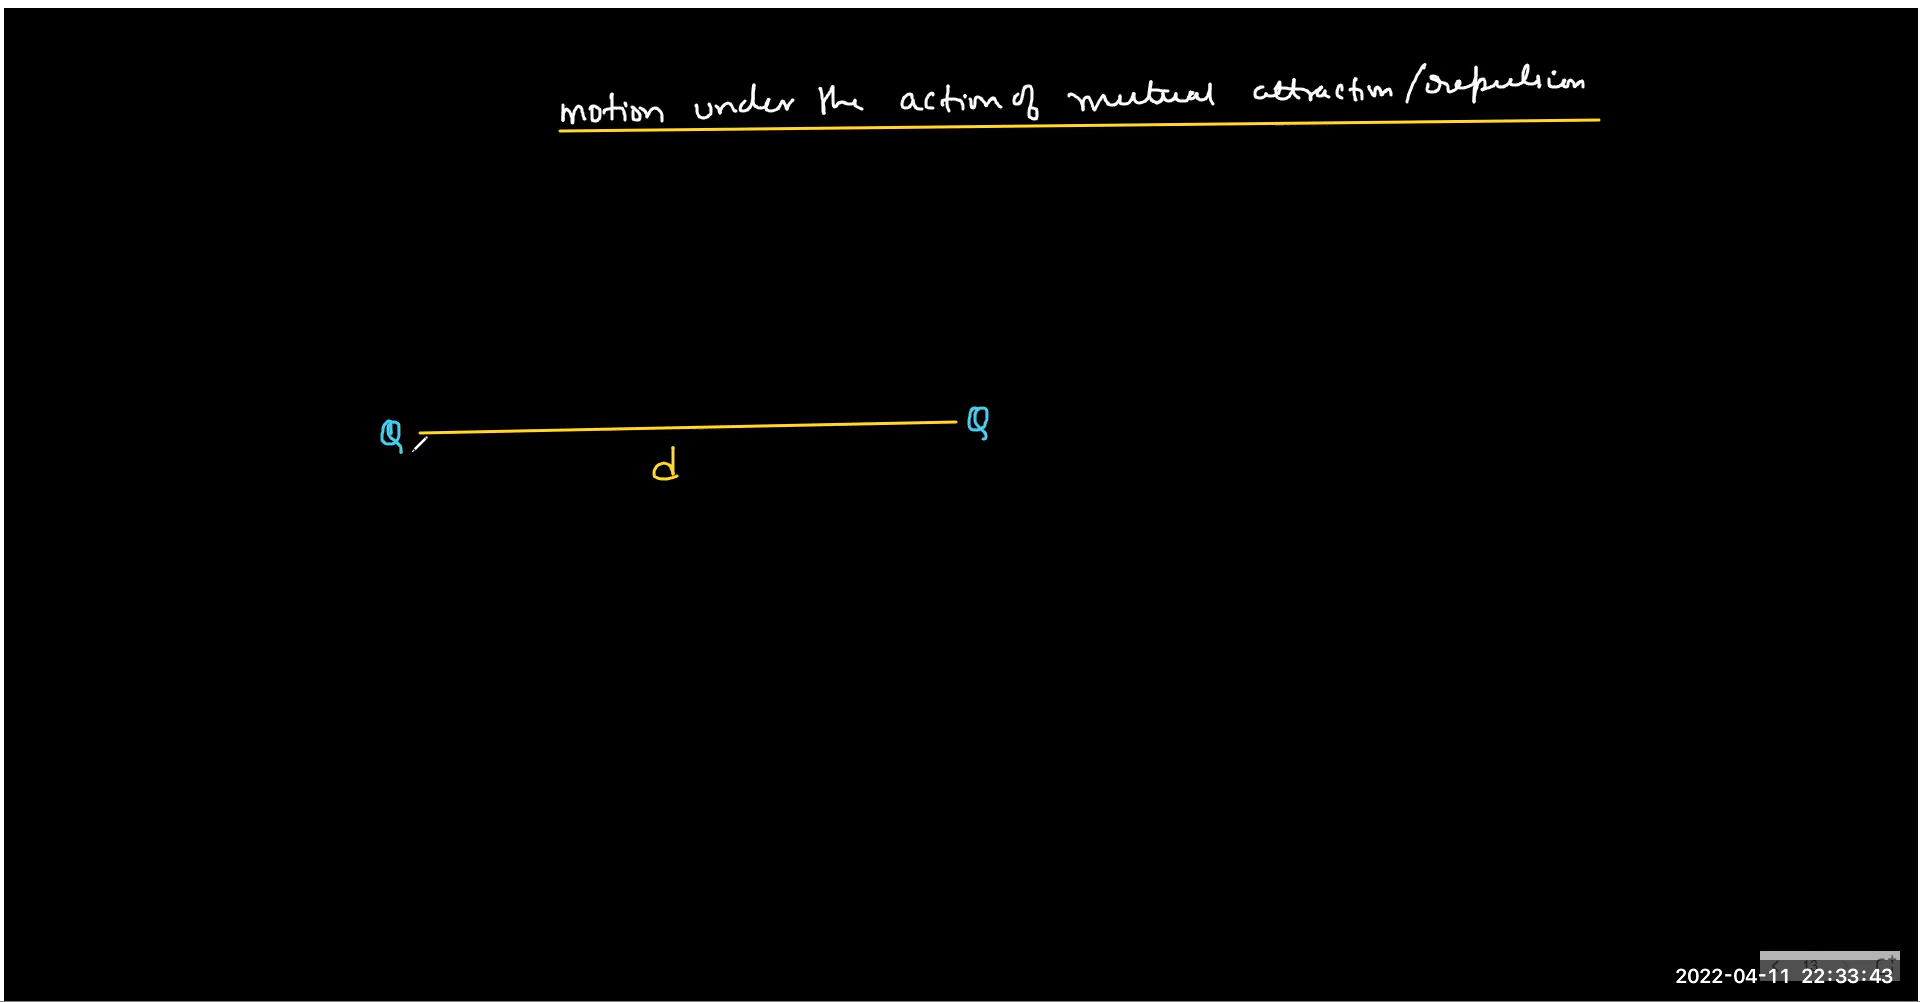 motion under the action of mutual attraction/repulsion
Q Q
d
2022-04-11 22:33:43